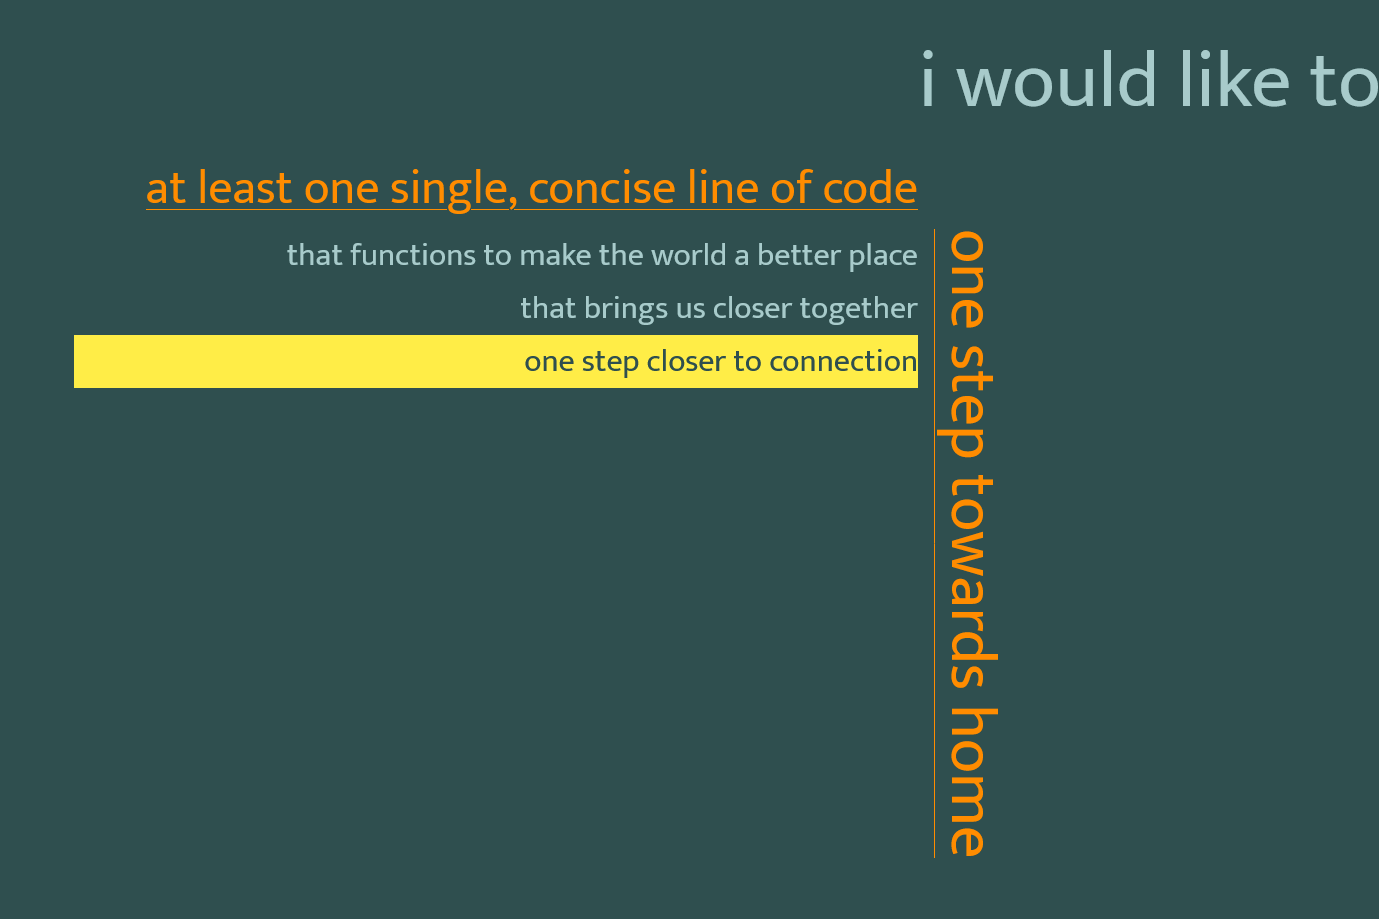 i would like to
at least one single, concise line of code
that functions to make the world a better place
that brings us closer together
one step closer to connection
one step towards home